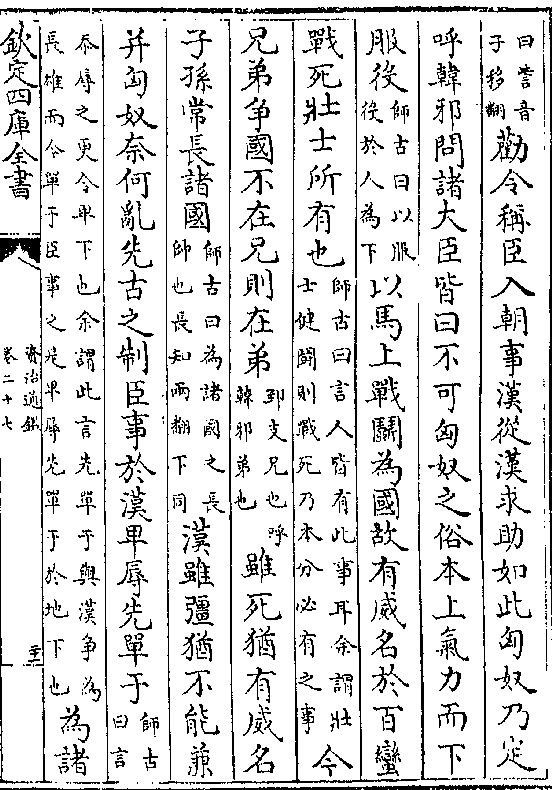 曰訾音子移翻勸令稱臣入朝事漢從漢求助如此匈奴乃定
呼韓邪問諸大臣皆曰不可匈奴之俗本上氣力而下
服役師古曰以服役於人為下以馬上戰鬭為國故有威名於百蠻
戰死壯士所有也師古曰言人皆有此事耳余謂壯士健鬭則戰死乃本分必有之事今
兄弟爭國不在兄則在弟郅支兄也呼韓邪弟也雖死猶有威名
子孫常長諸國師古曰為諸國之長帥也長知兩翻下同漢雖彊猶不能兼
并匈奴奈何亂先古之制臣事於漢卑辱先單于師古曰言
忝辱之更令卑下也余謂此言先單于與漢爭為長雄而今單于臣事之是卑辱先單于於地下也為諸
欽定四庫全書
資治通鑑
卷二十七